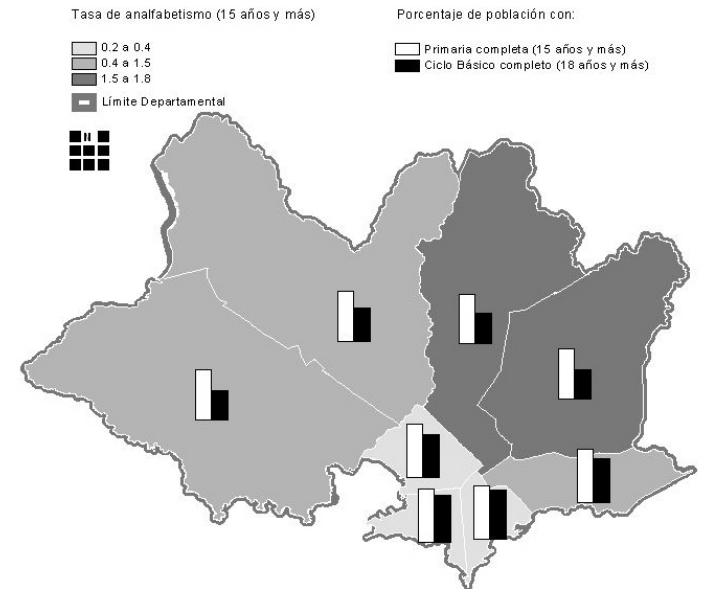 Tasa de analfabetismo (15 años y más)
0.2 a 0.4
0.4 a 1.5
1.5 a 1.8
Límite Departamental
N
Porcentaje de población con:
Primaria completa (15 años y más)
Ciclo Básico completo (18 años y más)